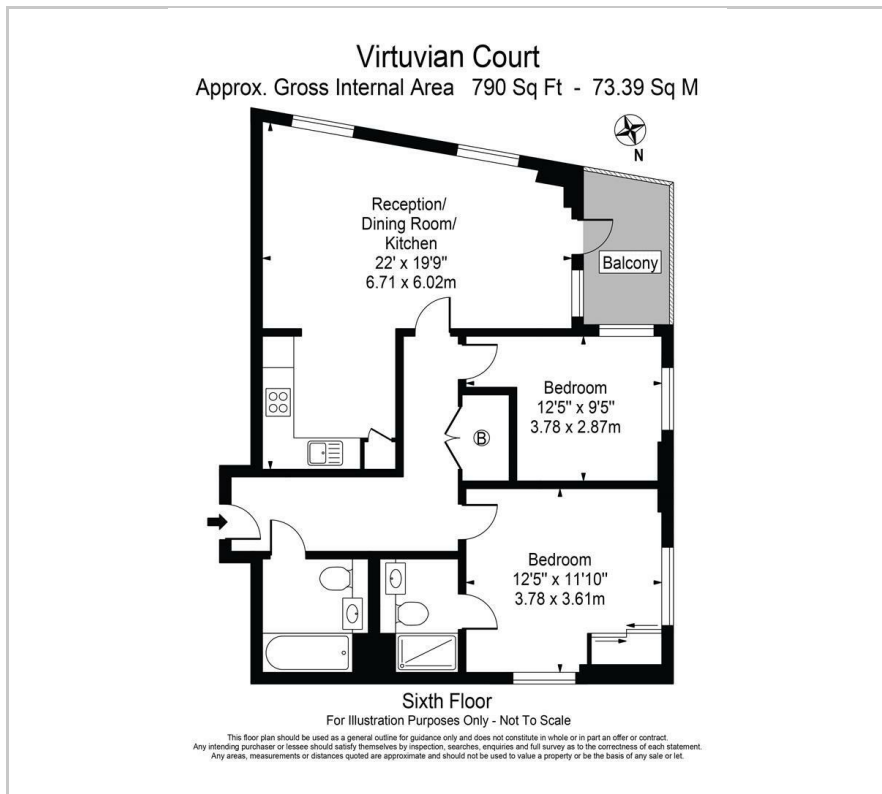 Virtuvian Court
Approx. Gross Internal Area 790 Sq Ft - 73.39 Sq M
N
Reception/
Dining Room/
Kitchen
22' x 19'9"
6.71 x 6.02m
Balcony
Bedroom
12'5" x 9'5"
3.78 x 2.87m
B
Bedroom
12'5" x 11'10"
3.78 x 3.61m
Sixth Floor
For Illustration Purposes Only - Not To Scale
This floor plan should be used as a general outline for guidance only and does not constitute in whole or in part an offer or contract.
Any intending purchaser or lessee should satisfy themselves by inspection, searches, enquiries and full survey as to the correctness of each statement.
Any areas, measurements or distances quoted are approximate and should not be used to value a property or be the basis of any sale or let.